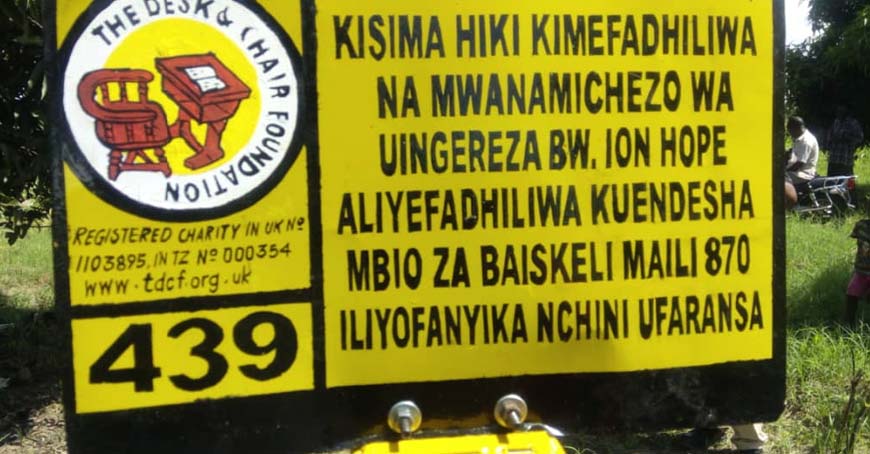 THE DESK & CHAIR FOUNDATION
REGISTERED CHARITY IN UK Nº
1103895, IN TZ Nº 000354
www.tdcf.org.uk
439
KISIMA HIKI KIMEFADHILIWA
NA MWANAMICHEZO WA
UINGEREZA BW. ION HOPE
ALIYEFADHILIWA KUENDESHA
MBIO ZA BAISKELI MAILI 870
ILIYOFANYIKA NCHINI UFARANSA